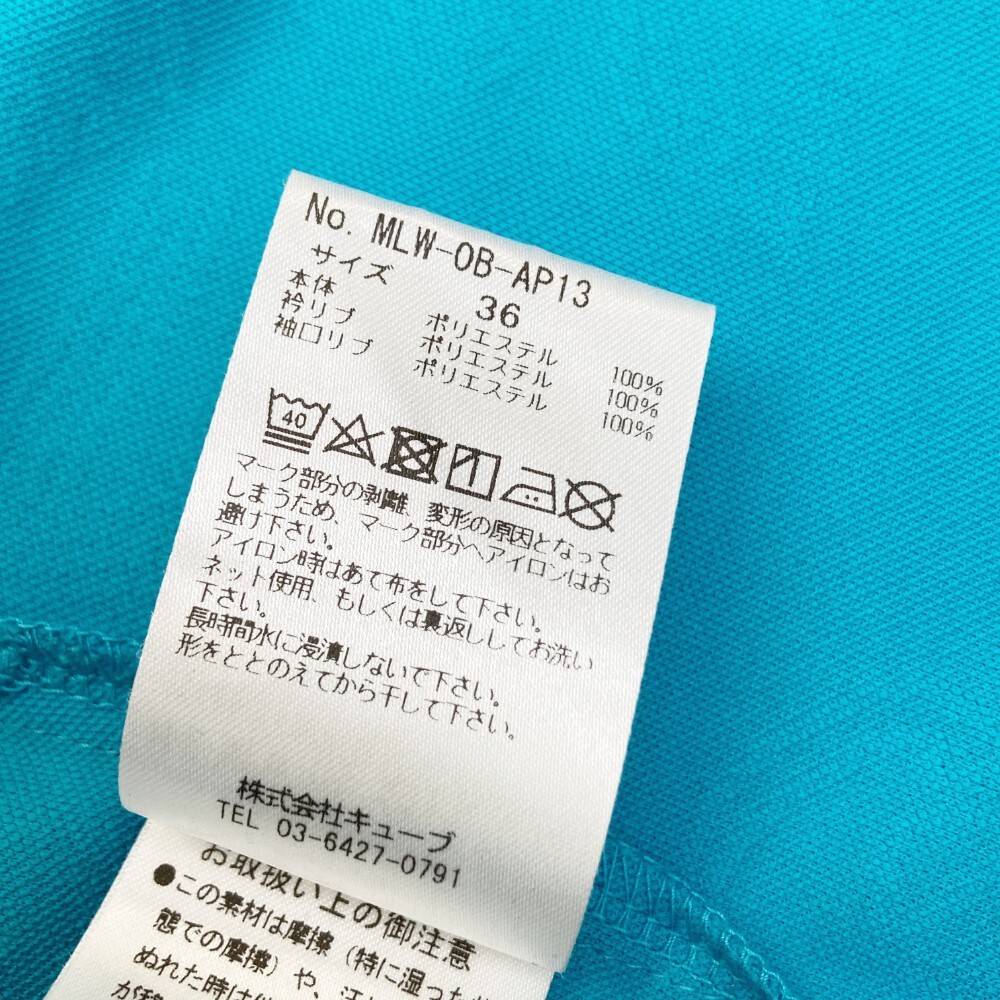 No. MLW-OB-AP13
サイズ 36
本体 ポリエステル 100%
衿リブ ポリエステル 100%
袖口リブ ポリエステル 100%
40
マーク部分の剥離、変形の原因となって
しまうため、マーク部分へアイロンはお
避け下さい。
アイロン時はあて布をして下さい。
ネット使用、もしくは裏返ししてお洗い
下さい。
長時間水に浸漬しないで下さい。
形をととのえてから干して下さい。
株式会社キューブ
TEL 03-6427-0791
お取扱い上の御注意
●この素材は摩擦（特に湿った
態での摩擦）や、汗
ぬれた時は